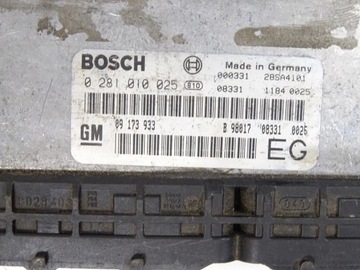 BOSCH
Made in Germany
000331 28SA4101
0 281 010 025 810
08331 1184 0025
GM
09 173 933
B 98017 08331 0026
EG